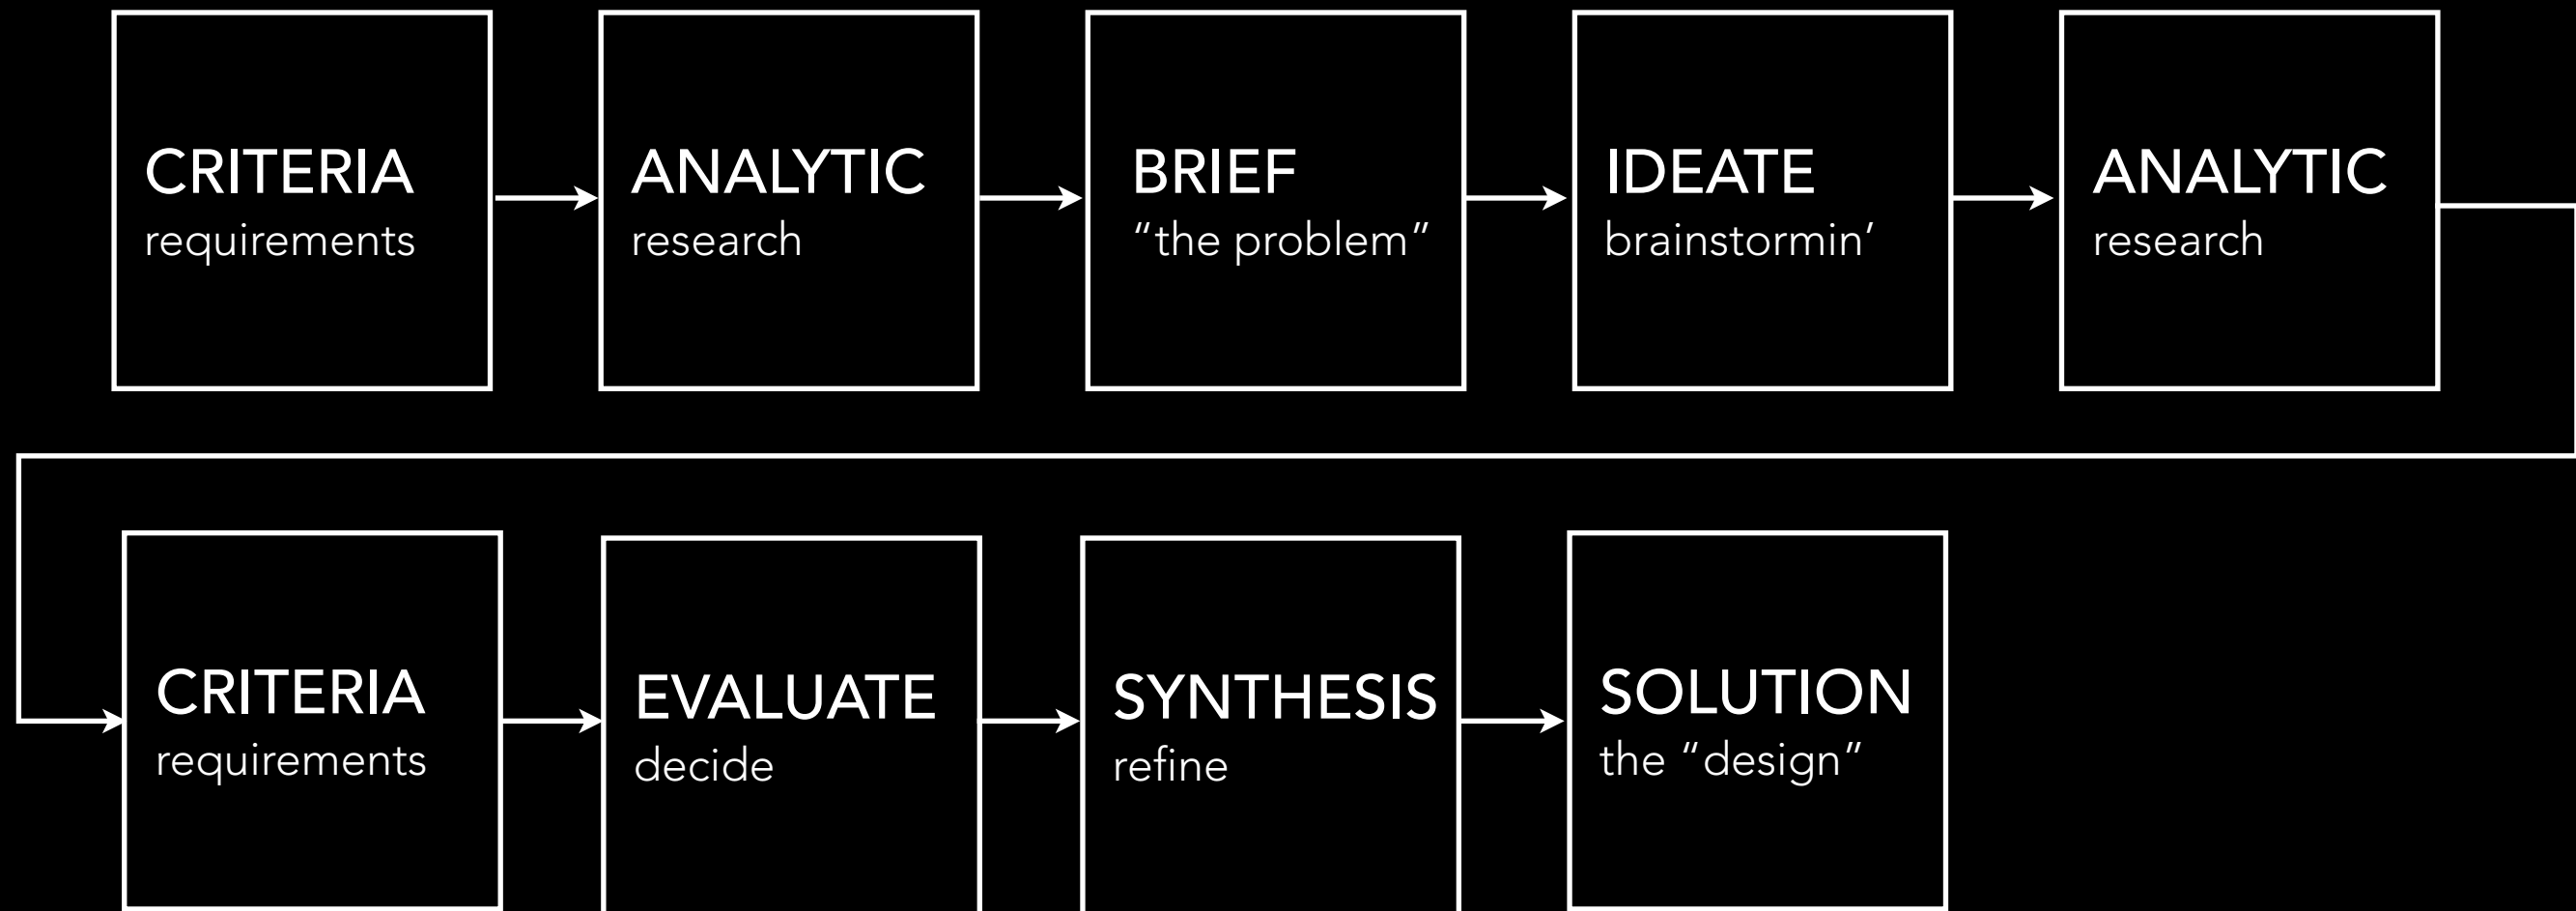 CRITERIA
requirements
ANALYTIC
research
BRIEF
“the problem”
IDEATE
brainstormin’
ANALYTIC
research
CRITERIA
requirements
EVALUATE
decide
SYNTHESIS
refine
SOLUTION
the “design”